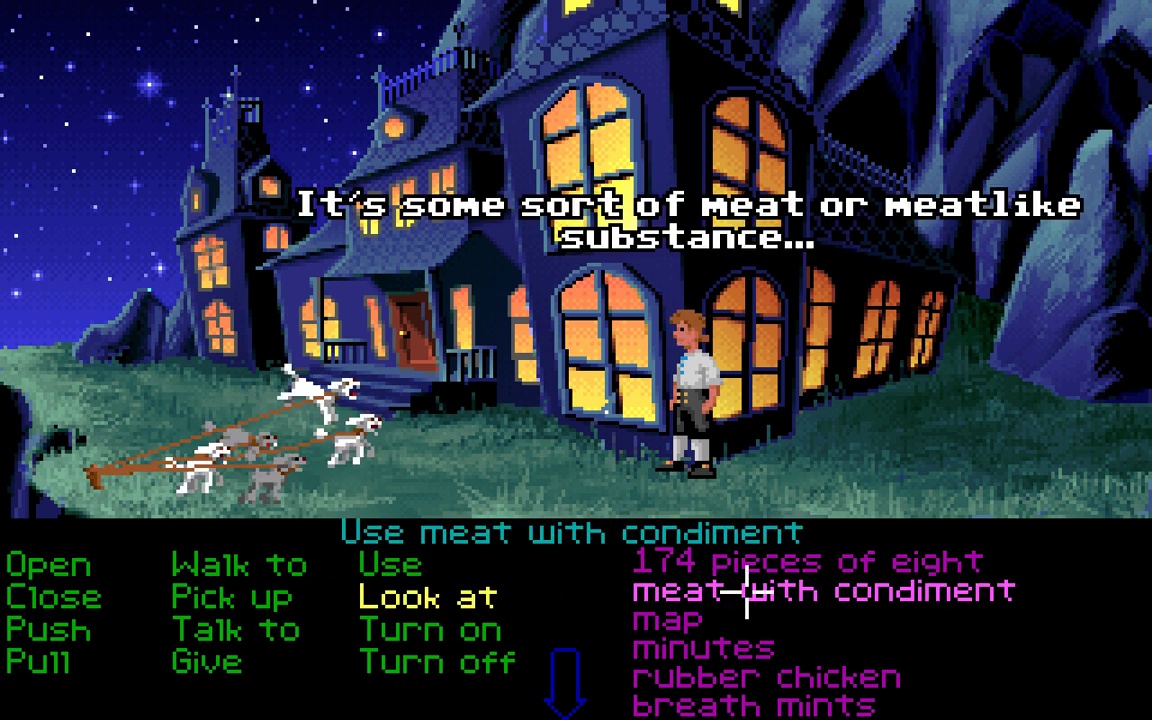 It's some sort of meat or meatlike
substance...
Use meat with condiment
Open Walk to Use
Close Pick up Look at
Push Talk to Turn on
Pull Give Turn off
174 pieces of eight
meat with condiment
map
minutes
rubber chicken
breath mints